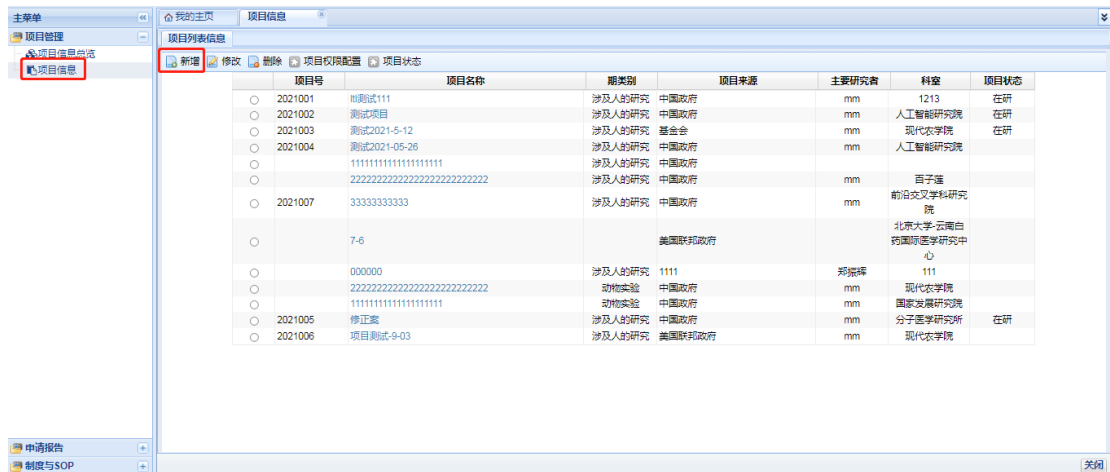 主菜单
我的主页 项目信息
项目管理
项目信息总览
项目信息
项目列表信息
新增 修改 删除 项目权限配置 项目状态
项目号 项目名称 期类别 项目来源 主要研究者 科室 项目状态
2021001 ltl测试111 涉及人的研究 中国政府 mm 1213 在研
2021002 测试项目 涉及人的研究 中国政府 mm 人工智能研究院 在研
2021003 测试2021-5-12 涉及人的研究 基金会 mm 现代农学院 在研
2021004 测试2021-05-26 涉及人的研究 中国政府 mm 人工智能研究院
11111111111111111111 涉及人的研究 中国政府
22222222222222222222222222 涉及人的研究 中国政府 mm 百子莲
2021007 33333333333 涉及人的研究 中国政府 mm 前沿交叉学科研究
院
7-6 美国联邦政府 北京大学-云南白
药国际医学研究中
心
000000 涉及人的研究 1111 郑振辉 111
22222222222222222222222222 动物实验 中国政府 mm 现代农学院
11111111111111111111 动物实验 中国政府 mm 国家发展研究院
2021005 修正案 涉及人的研究 中国政府 mm 分子医学研究所 在研
2021006 项目测试-9-03 涉及人的研究 美国联邦政府 mm 现代农学院
申请报告
制度与SOP
关闭